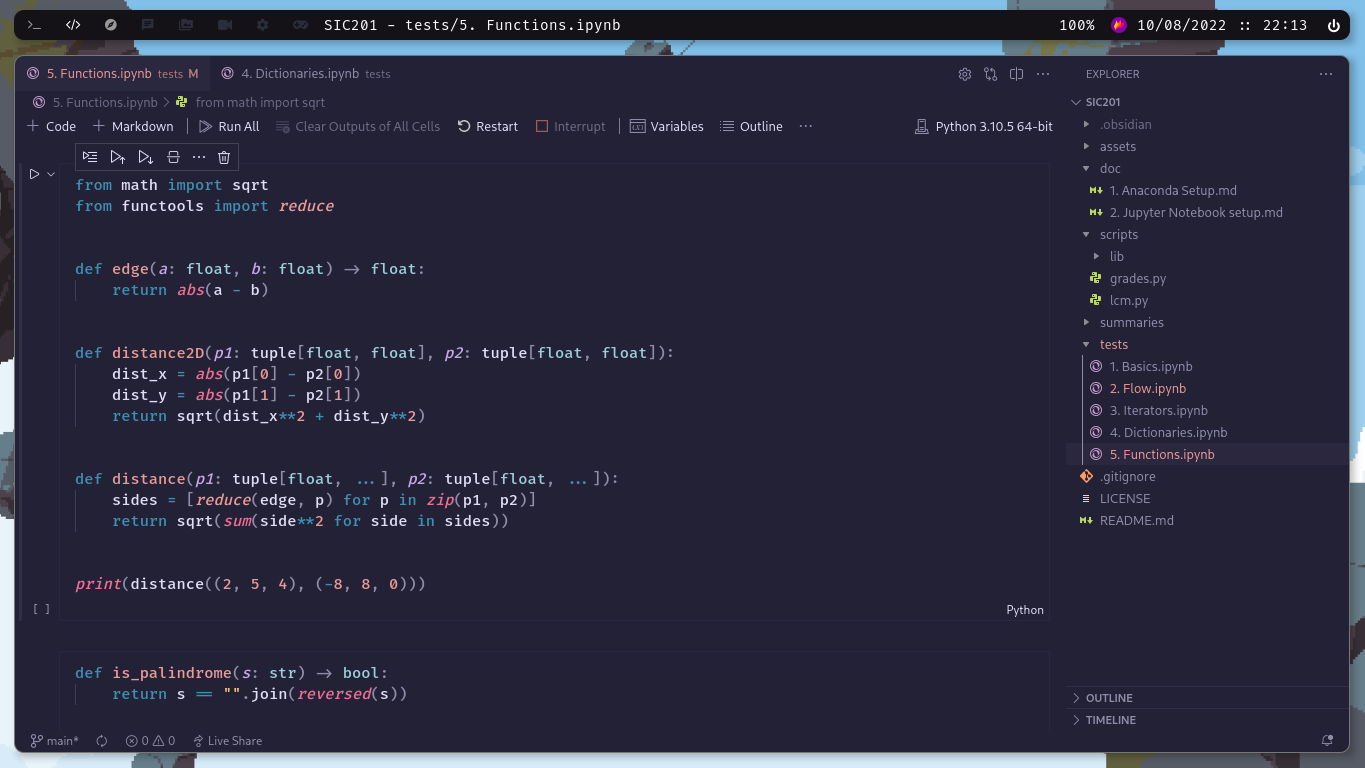 SIC201 - tests/5. Functions.ipynb
100% 10/08/2022 :: 22:13
5. Functions.ipynb tests M
4. Dictionaries.ipynb tests
5. Functions.ipynb > from math import sqrt
+ Code + Markdown | Run All Clear Outputs of All Cells Restart Interrupt | Variables Outline ··· Python 3.10.5 64-bit
from math import sqrt
from functools import reduce
def edge(a: float, b: float) → float:
    return abs(a - b)
def distance2D(p1: tuple[float, float], p2: tuple[float, float]):
    dist_x = abs(p1[0] - p2[0])
    dist_y = abs(p1[1] - p2[1])
    return sqrt(dist_x**2 + dist_y**2)
def distance(p1: tuple[float, ...], p2: tuple[float, ...]):
    sides = [reduce(edge, p) for p in zip(p1, p2)]
    return sqrt(sum(side**2 for side in sides))
print(distance((2, 5, 4), (-8, 8, 0)))
[ ]
Python
def is_palindrome(s: str) → bool:
    return s == "".join(reversed(s))
EXPLORER ···
SIC201
.obsidian
assets
doc
1. Anaconda Setup.md
2. Jupyter Notebook setup.md
scripts
lib
grades.py
lcm.py
summaries
tests
1. Basics.ipynb
2. Flow.ipynb
3. Iterators.ipynb
4. Dictionaries.ipynb
5. Functions.ipynb
.gitignore
LICENSE
README.md
OUTLINE
TIMELINE
main* 0 0 Live Share